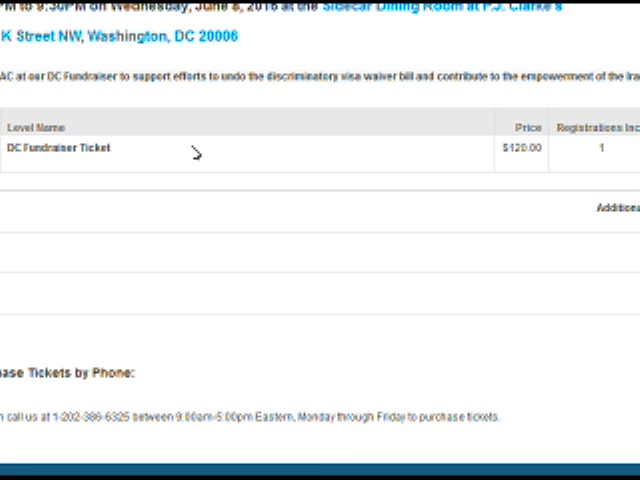 PM to 9:30PM on Wednesday, June 8, 2016 at the Sidecar Dining Room at P.J. Clarke's
K Street NW, Washington, DC 20006
AC at our DC Fundraiser to support efforts to undo the discriminatory visa waiver bill and contribute to the empowerment of the Ira
Level Name Price Registrations Inc
DC Fundraiser Ticket $120.00 1
Additiona
hase Tickets by Phone:
n call us at 1-202-386-6325 between 9:00am-5:00pm Eastern, Monday through Friday to purchase tickets.